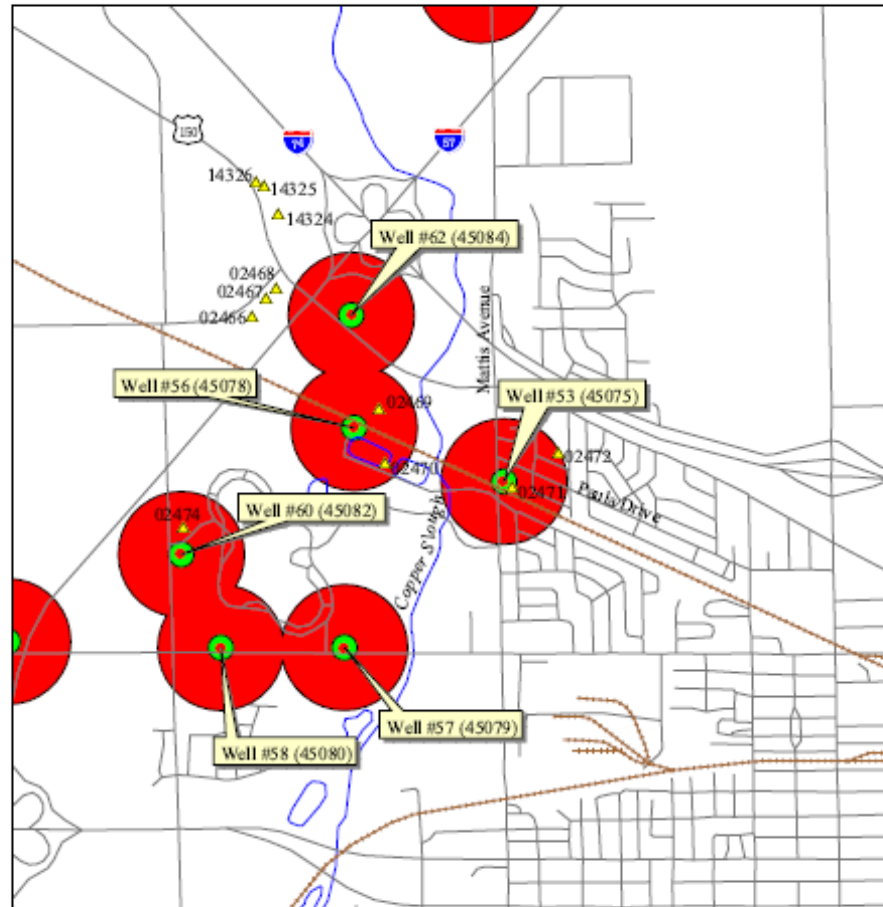 150
74
57
14326
14325
14324
Well #62 (45084)
02468
02467
02466
Mattis Avenue
Well #56 (45078)
02469
Well #53 (45075)
02472
02470
02471
Parks Drive
Well #60 (45082)
02474
Copper Slough
Well #57 (45079)
Well #58 (45080)